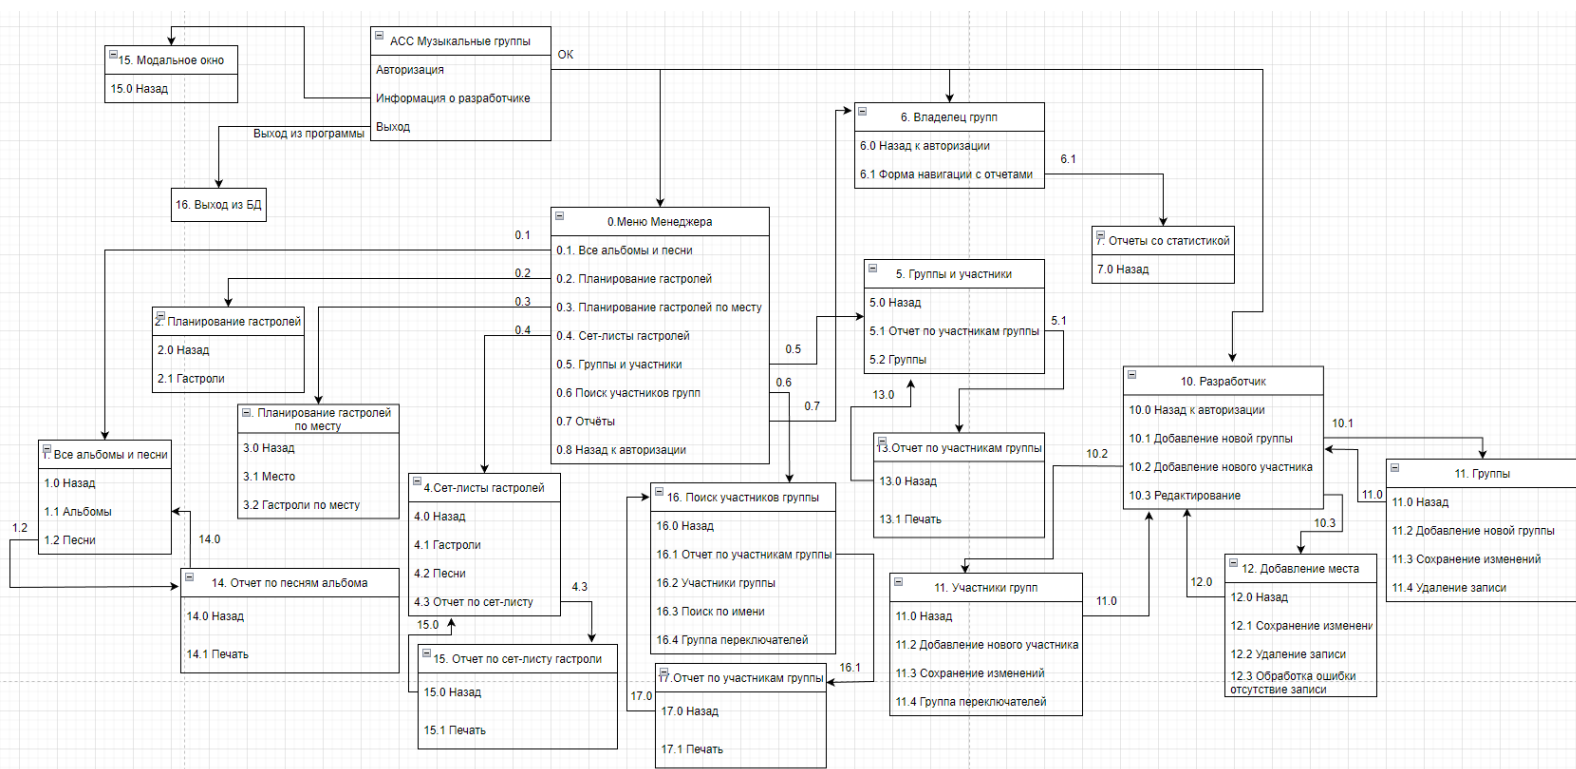 АСС Музыкальные группы
Авторизация
Информация о разработчике
Выход
OK
15. Модальное окно
15.0 Назад
Выход из программы
16. Выход из БД
6. Владелец групп
6.0 Назад к авторизации
6.1 Форма навигаций с отчетами
6.1
7. Отчеты со статистикой
7.0 Назад
0.Меню Менеджера
0.1. Все альбомы и песни
0.2. Планирование гастролей
0.3. Планирование гастролей по месту
0.4. Сет-листы гастролей
0.5. Группы и участники
0.6 Поиск участников групп
0.7 Отчёты
0.8 Назад к авторизации
0.1
0.2
0.3
0.4
0.5
0.6
0.7
2. Планирование гастролей
2.0 Назад
2.1 Гастроли
. Планирование гастролей
по месту
3.0 Назад
3.1 Место
3.2 Гастроли по месту
1. Все альбомы и песни
1.0 Назад
1.1 Альбомы
1.2 Песни
1.2
14.0
14. Отчет по песням альбома
14.0 Назад
14.1 Печать
4.Сет-листы гастролей
4.0 Назад
4.1 Гастроли
4.2 Песни
4.3 Отчет по сет-листу
4.3
15.0
15. Отчет по сет-листу гастроли
15.0 Назад
15.1 Печать
5. Группы и участники
5.0 Назад
5.1 Отчет по участникам группы
5.2 Группы
5.1
13.0
13.Отчет по участникам группы
13.0 Назад
13.1 Печать
16. Поиск участников группы
16.0 Назад
16.1 Отчет по участникам группы
16.2 Участники группы
16.3 Поиск по имени
16.4 Группа переключателей
16.1
17.0
17.Отчет по участникам группы
17.0 Назад
17.1 Печать
10. Разработчик
10.0 Назад к авторизации
10.1 Добавление новой группы
10.2 Добавление нового участника
10.3 Редактирование
10.1
10.2
10.3
11. Группы
11.0 Назад
11.2 Добавление новой группы
11.3 Сохранение изменений
11.4 Удаление записи
11.0
11. Участники групп
11.0 Назад
11.2 Добавление нового участника
11.3 Сохранение изменений
11.4 Группа переключателей
11.0
12.0
12. Добавление места
12.0 Назад
12.1 Сохранение изменени
12.2 Удаление записи
12.3 Обработка ошибки
отсутствие записи